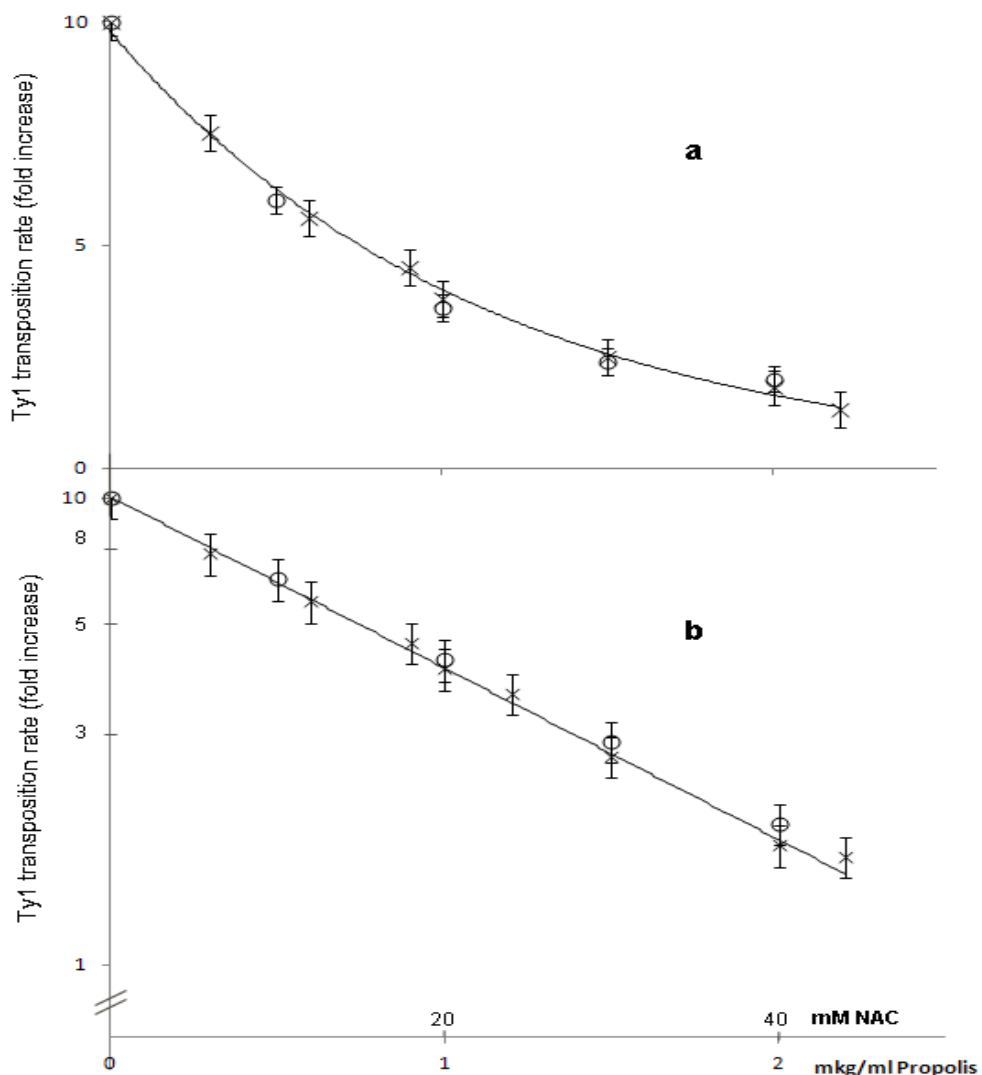 Ty1 transposition rate (fold increase)
10
a
5
0
Ty1 transposition rate (fold increase)
10
8
b
5
3
1
20 40 mM NAC
0 1 2 mkg/ml Propolis